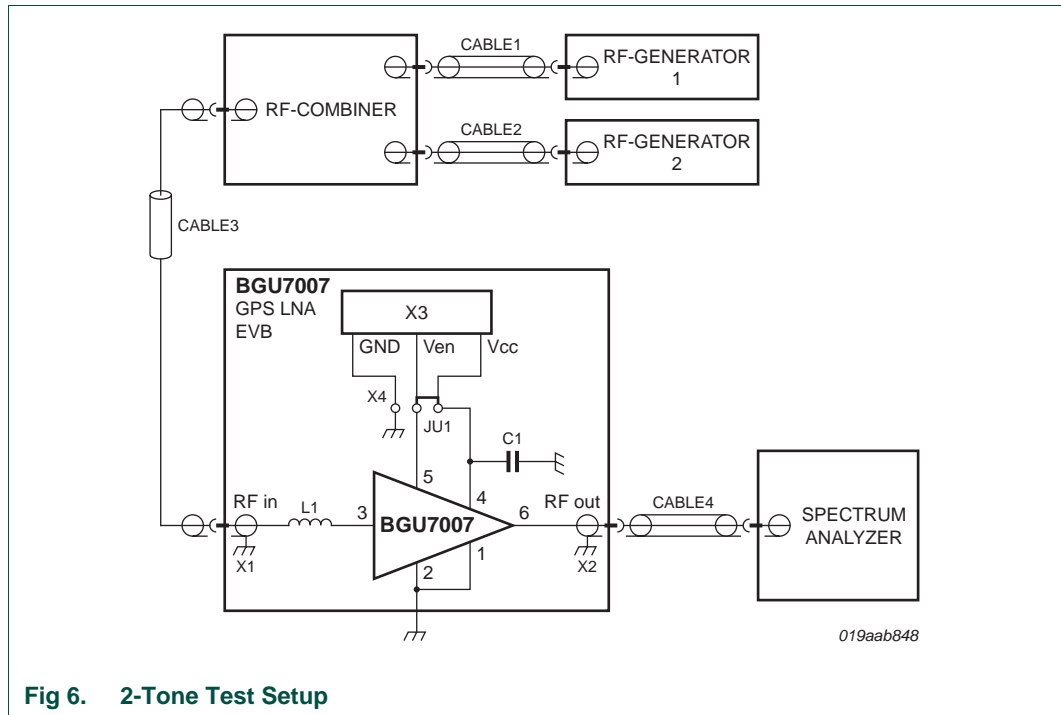 CABLE1
RF-GENERATOR
1
RF-COMBINER
CABLE2
RF-GENERATOR
2
CABLE3
BGU7007
GPS LNA
EVB
X3
GND Ven Vcc
X4
JU1
C1
5
4
RF in
L1
3
BGU7007
6
RF out
CABLE4
SPECTRUM
ANALYZER
X1
2
1
X2
019aab848
Fig 6. 2-Tone Test Setup